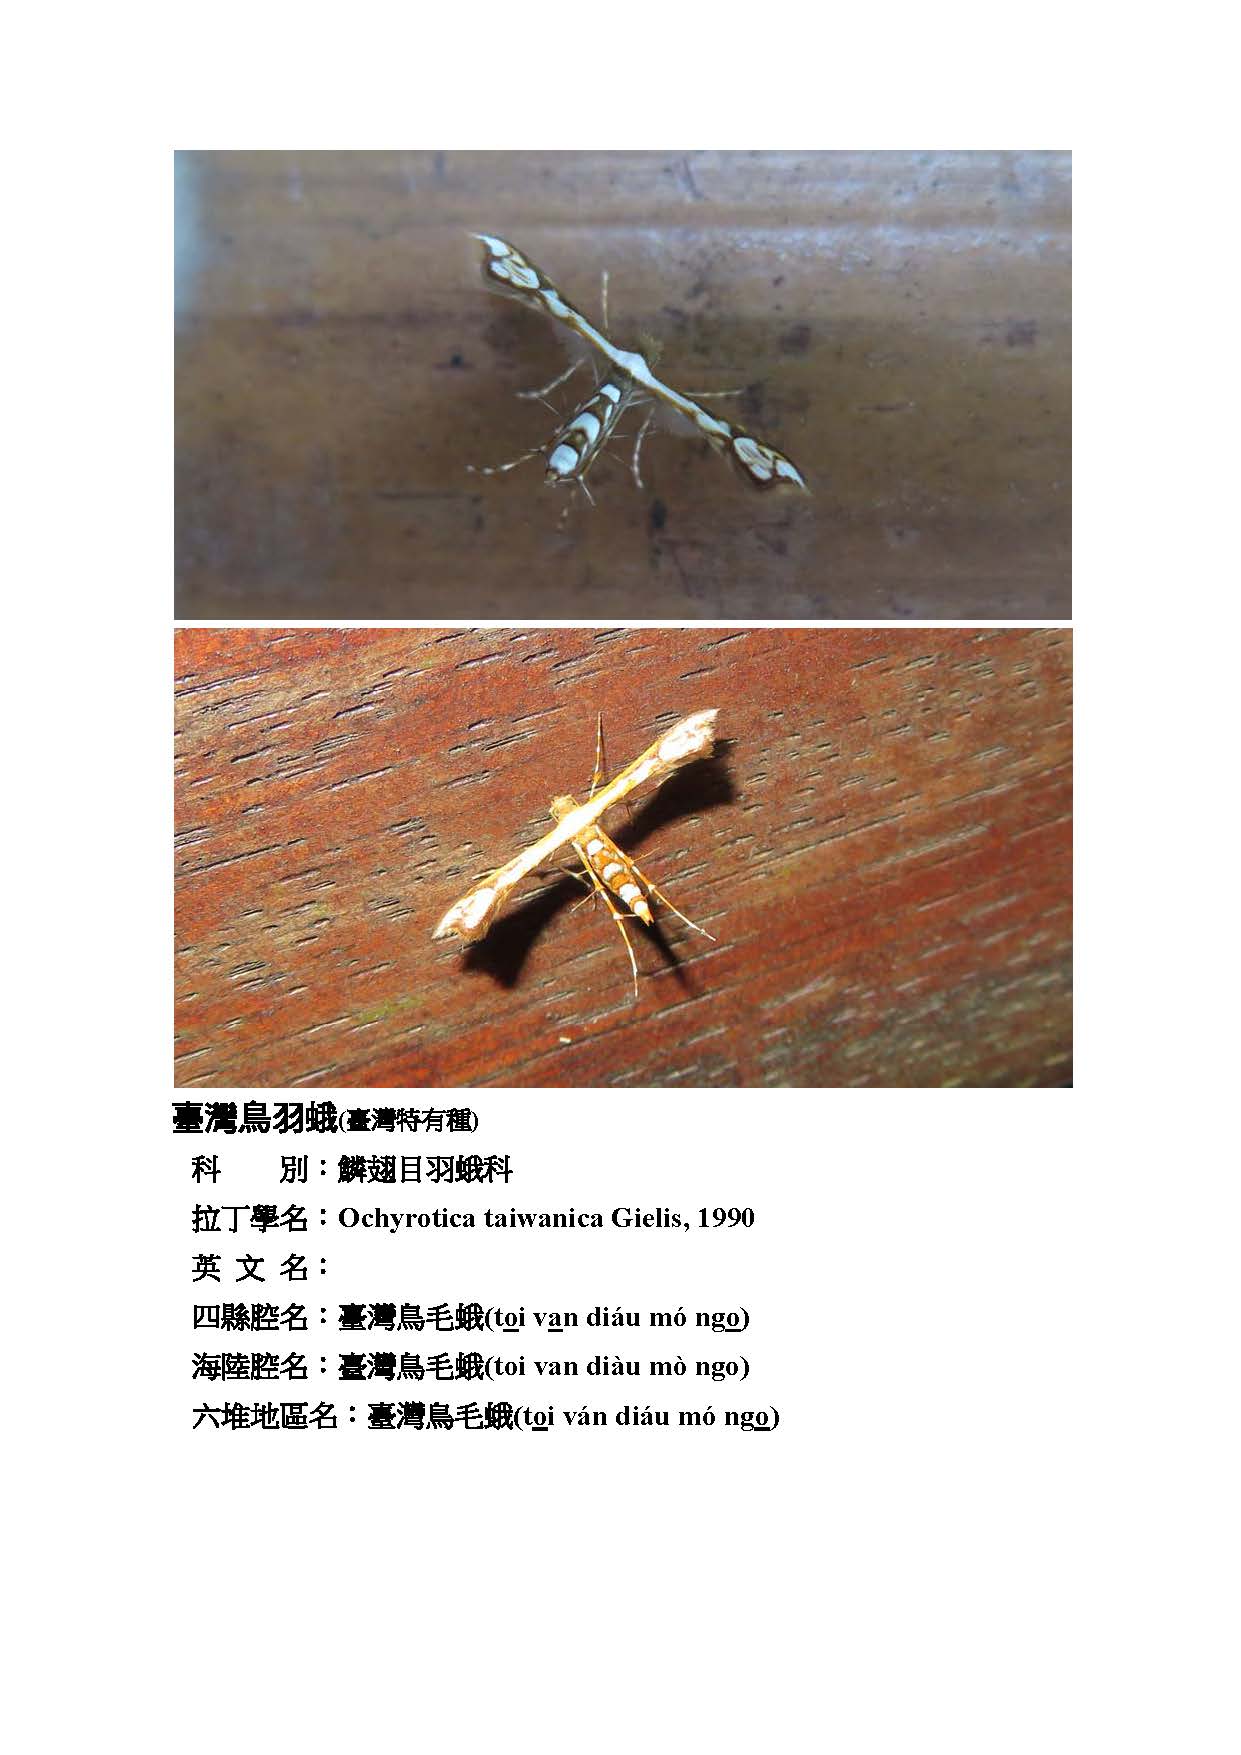 臺灣鳥羽蛾(臺灣特有種)
科　　別：鱗翅目羽蛾科
拉丁學名：Ochyrotica taiwanica Gielis, 1990
英 文 名：
四縣腔名：臺灣鳥毛蛾(to̲i va̲n diáu mó ngo̲)
海陸腔名：臺灣鳥毛蛾(toi van diàu mò ngo)
六堆地區名：臺灣鳥毛蛾(to̲i ván diáu mó ngo̲)